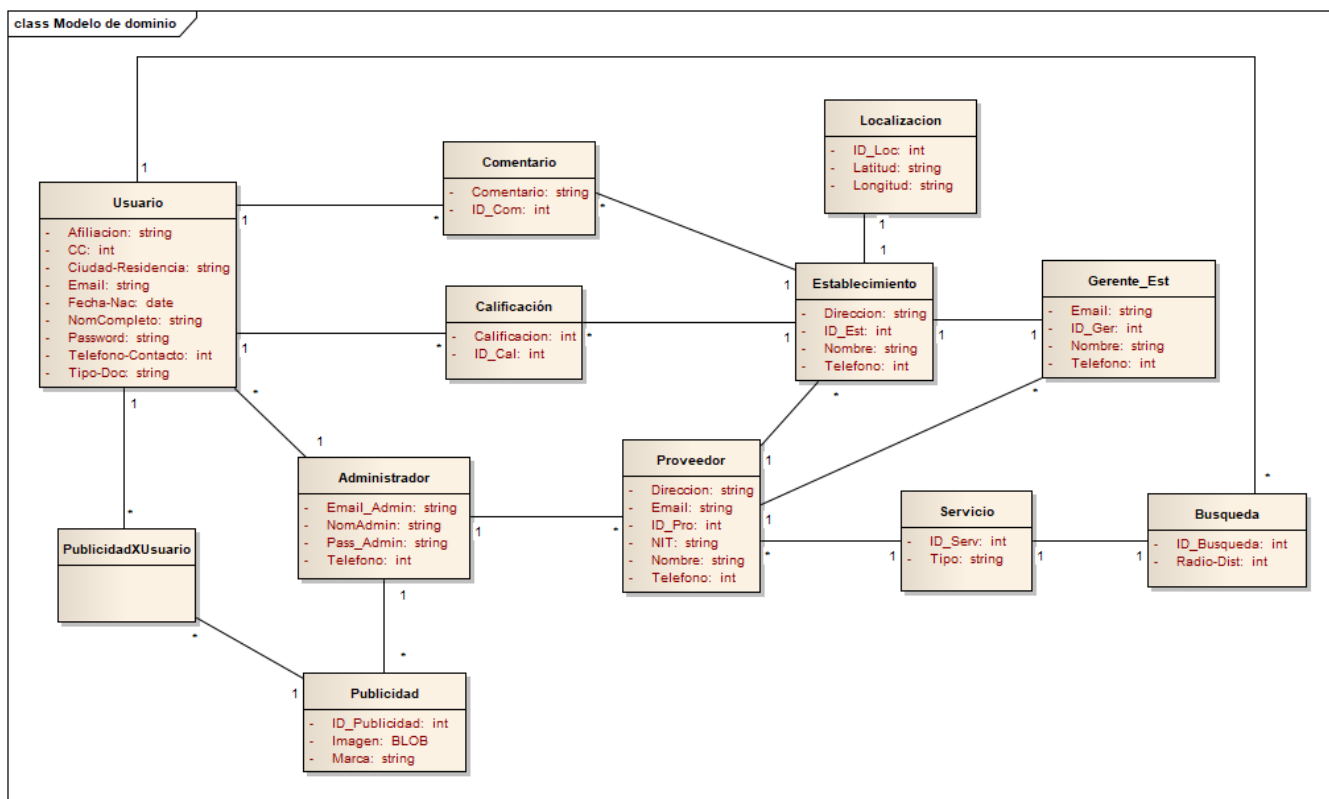 class Modelo de dominio
Localizacion
- ID_Loc: int
- Latitud: string
- Longitud: string
1
1
Comentario
- Comentario: string
- ID_Com: int
*
*
1
1
1
Usuario
- Afiliacion: string
- CC: int
- Ciudad-Residencia: string
- Email: string
- Fecha-Nac: date
- NomCompleto: string
- Password: string
- Telefono-Contacto: int
- Tipo-Doc: string
1
*
1
*
Calificación
- Calificacion: int
- ID_Cal: int
*
1
Establecimiento
- Direccion: string
- ID_Est: int
- Nombre: string
- Telefono: int
1
1
*
Gerente_Est
- Email: string
- ID_Ger: int
- Nombre: string
- Telefono: int
*
1
Administrador
- Email_Admin: string
- NomAdmin: string
- Pass_Admin: string
- Telefono: int
1
*
1
Proveedor
- Direccion: string
- Email: string
- ID_Pro: int
- NIT: string
- Nombre: string
- Telefono: int
1
1
*
1
Servicio
- ID_Serv: int
- Tipo: string
1
1
*
Busqueda
- ID_Busqueda: int
- Radio-Dist: int
*
PublicidadXUsuario
*
1
*
Publicidad
- ID_Publicidad: int
- Imagen: BLOB
- Marca: string